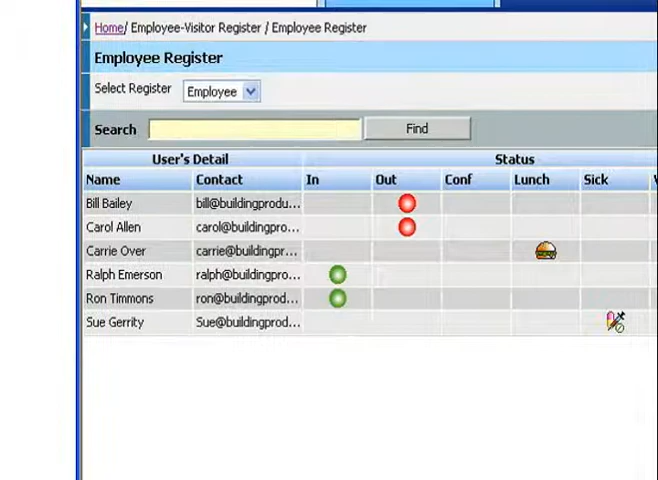 Home/ Employee-Visitor Register / Employee Register
Employee Register
Select Register Employee
Search Find
User's Detail Status
Name Contact In Out Conf Lunch Sick
Bill Bailey bill@buildingprodu...
Carol Allen carol@buildingpro...
Carrie Over carrie@buildingpr...
Ralph Emerson ralph@buildingpro...
Ron Timmons ron@buildingprod...
Sue Gerrity Sue@buildingprod...